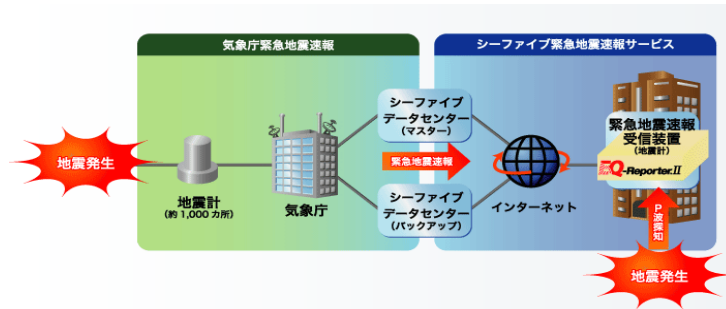 気象庁緊急地震速報
シーファイブ緊急地震速報サービス
地震発生
地震計
(約1,000カ所)
気象庁
シーファイブ
データセンター
(マスター)
緊急地震速報
シーファイブ
データセンター
(バックアップ)
インターネット
緊急地震速報
受信装置
(地震計)
EQ-Reporter.II
P波探知
地震発生